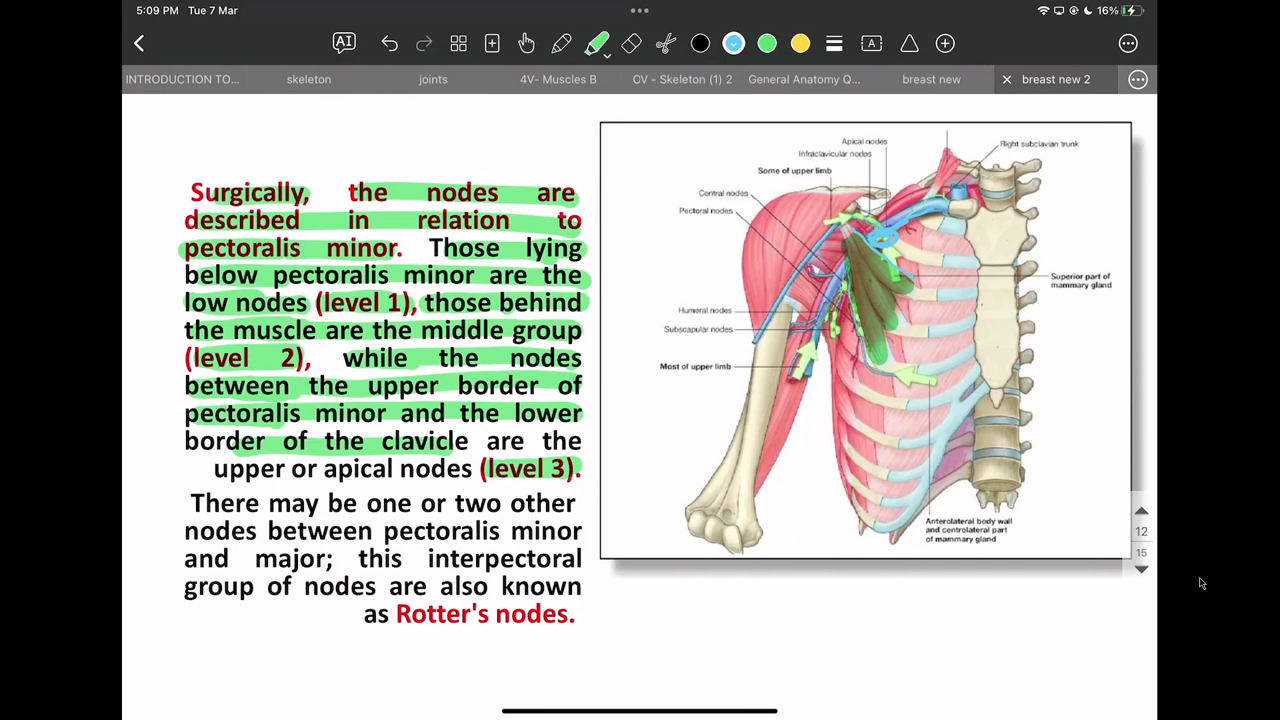 5:09 PM Tue 7 Mar
16%
AI
A
INTRODUCTION TO...
skeleton
joints
4V- Muscles B
CV - Skeleton (1) 2
General Anatomy Q...
breast new
breast new 2
Surgically, the nodes are
described in relation to
pectoralis minor. Those lying
below pectoralis minor are the
low nodes (level 1), those behind
the muscle are the middle group
(level 2), while the nodes
between the upper border of
pectoralis minor and the lower
border of the clavicle are the
upper or apical nodes (level 3).
There may be one or two other
nodes between pectoralis minor
and major; this interpectoral
group of nodes are also known
as Rotter's nodes.
Apical nodes
Infraclavicular nodes
Right subclavian trunk
Some of upper limb
Central nodes
Pectoral nodes
Superior part of
mammary gland
Humeral nodes
Subscapular nodes
Most of upper limb
Anterolateral body wall
and centrolateral part
of mammary gland
12
15